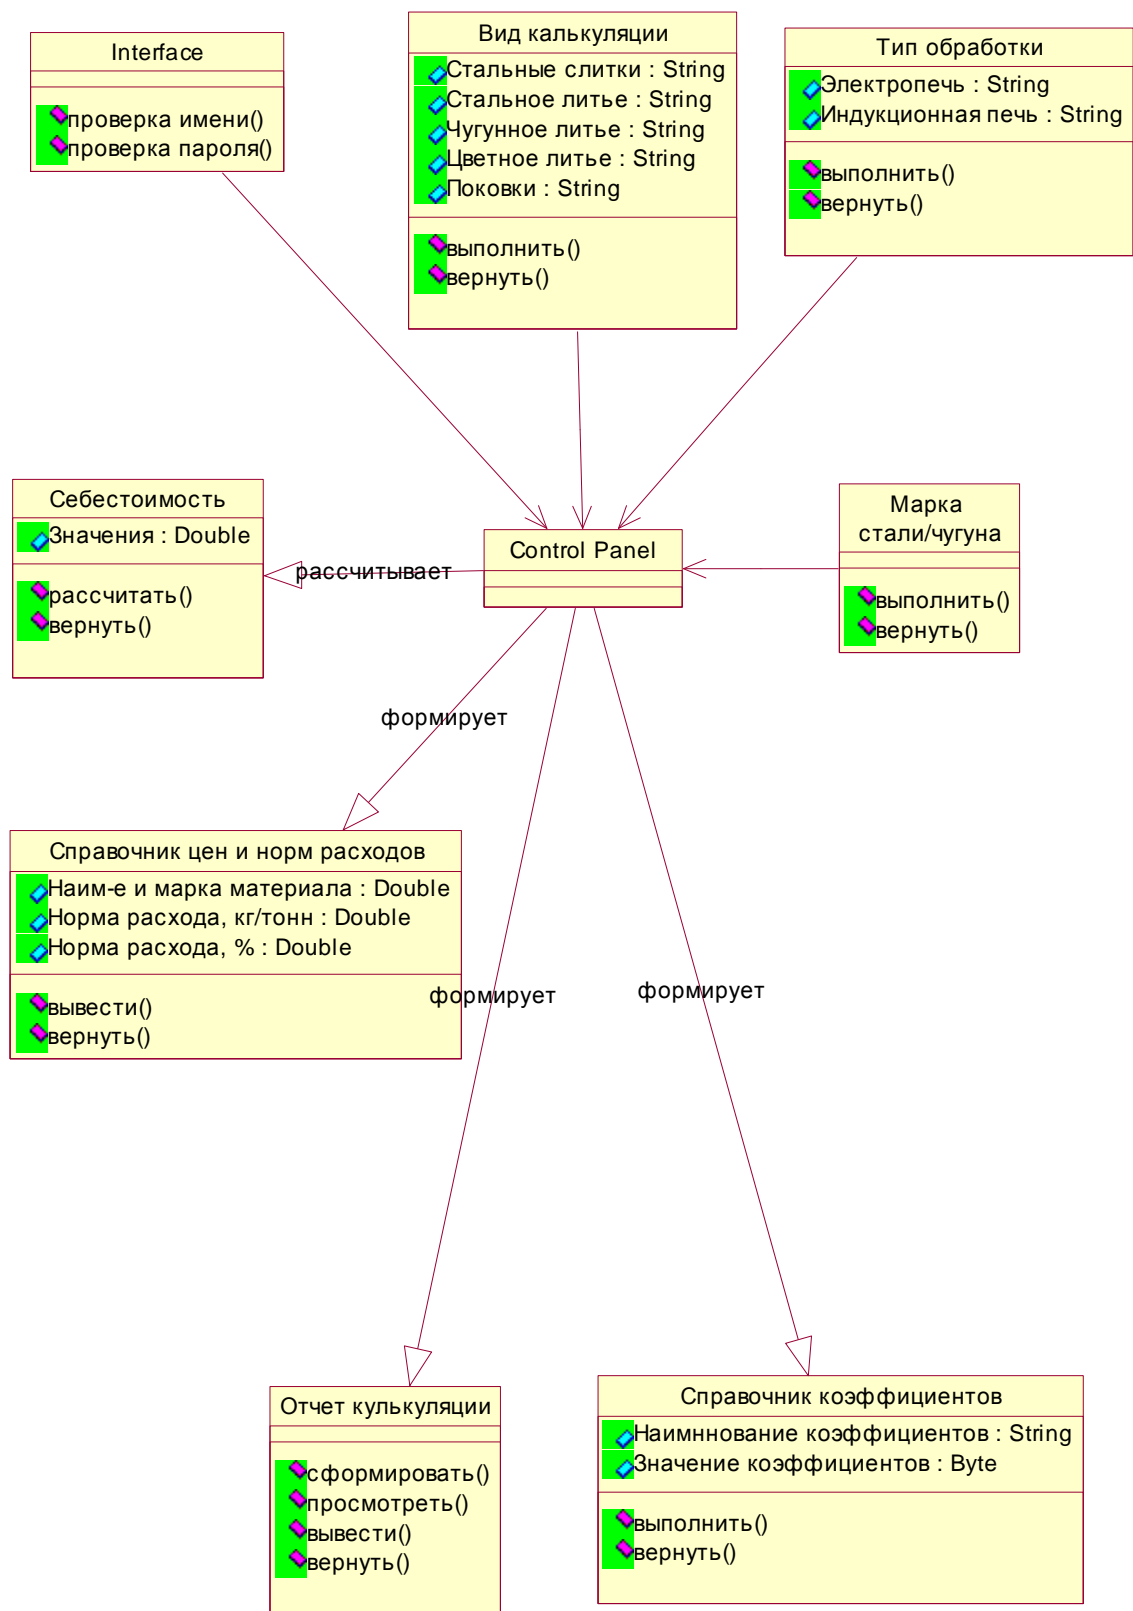 Interface
проверка имени()
проверка пароля()
Вид калькуляции
Стальные слитки : String
Стальное литье : String
Чугунное литье : String
Цветное литье : String
Поковки : String
выполнить()
вернуть()
Тип обработки
Электропечь : String
Индукционная печь : String
выполнить()
вернуть()
Себестоимость
Значения : Double
рассчитать()
вернуть()
рассчитывает
Control Panel
Марка
стали/чугуна
выполнить()
вернуть()
формирует
Справочник цен и норм расходов
Наим-е и марка материала : Double
Норма расхода, кг/тонн : Double
Норма расхода, % : Double
вывести()
вернуть()
формирует
формирует
Отчет кулькуляции
сформировать()
просмотреть()
вывести()
вернуть()
Справочник коэффициентов
Наимннование коэффициентов : String
Значение коэффициентов : Byte
выполнить()
вернуть()